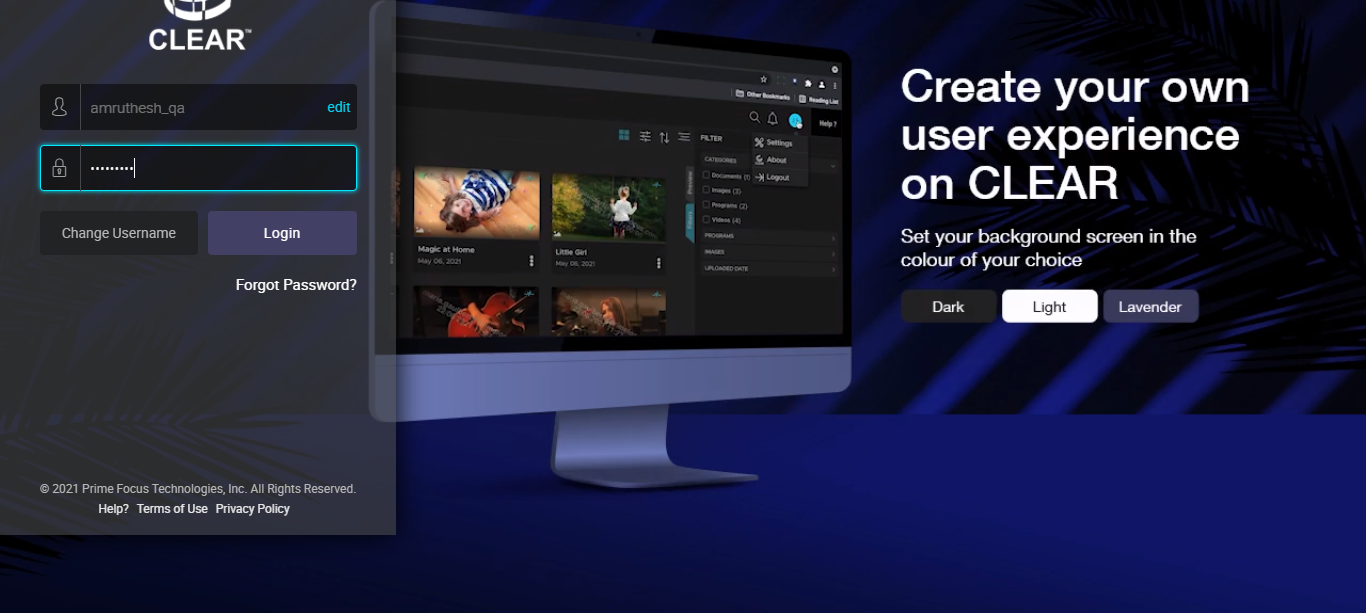 CLEAR™
amruthesh_qa
edit
•••••••••
Change Username
Login
Forgot Password?
© 2021 Prime Focus Technologies, Inc. All Rights Reserved.
Help? Terms of Use Privacy Policy
Other Bookmarks
Reading List
Help ?
FILTER
Settings
About
Logout
CATEGORIES
Documents (1)
Images (3)
Programs (2)
Videos (4)
PROGRAMS
IMAGES
UPLOADED DATE
Preview
Filters
Magic at Home
May 06, 2021
Little Girl
May 06, 2021
Create your own
user experience
on CLEAR
Set your background screen in the
colour of your choice
Dark
Light
Lavender